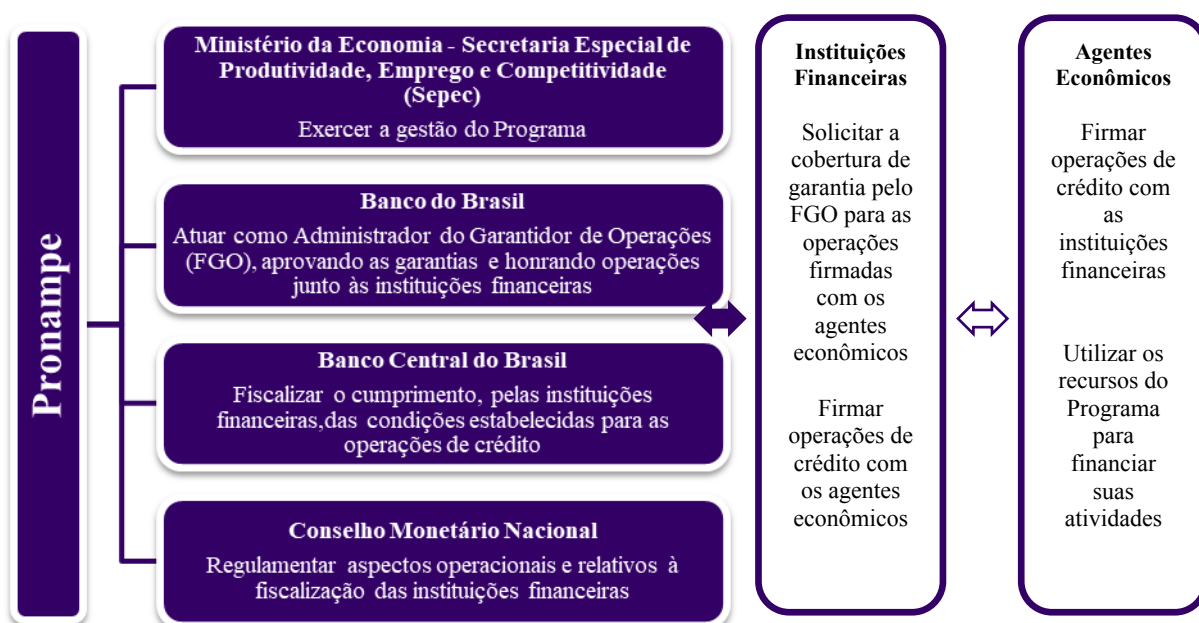 Pronampe
Ministério da Economia - Secretaria Especial de
Produtividade, Emprego e Competitividade
(Sepec)
Exercer a gestão do Programa
Banco do Brasil
Atuar como Administrador do Garantidor de Operações
(FGO), aprovando as garantias e honrando operações
junto às instituições financeiras
Banco Central do Brasil
Fiscalizar o cumprimento, pelas instituições
financeiras,das condições estabelecidas para as
operações de crédito
Conselho Monetário Nacional
Regulamentar aspectos operacionais e relativos à
fiscalização das instituições financeiras
Instituições
Financeiras
Solicitar a
cobertura de
garantia pelo
FGO para as
operações
firmadas
com os
agentes
econômicos
Firmar
operações de
crédito com
os agentes
econômicos
Agentes
Econômicos
Firmar
operações de
crédito com
as
instituições
financeiras
Utilizar os
recursos do
Programa
para
financiar
suas
atividades